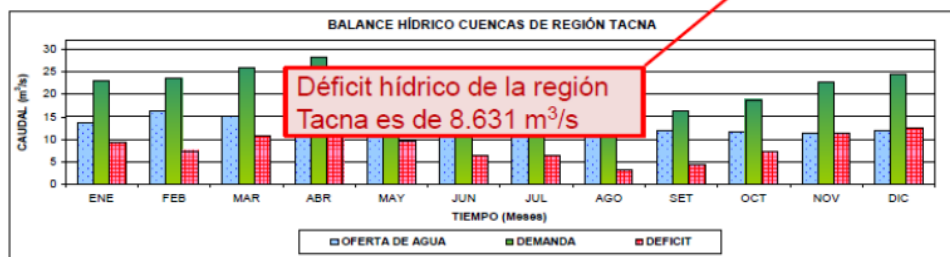 BALANCE HÍDRICO CUENCAS DE REGIÓN TACNA
CAUDAL (m³/s)
30
25
20
15
10
5
0
Déficit hídrico de la región
Tacna es de 8.631 m³/s
ENE FEB MAR ABR MAY JUN JUL AGO SET OCT NOV DIC
TIEMPO (Meses)
OFERTA DE AGUA DEMANDA DEFICIT